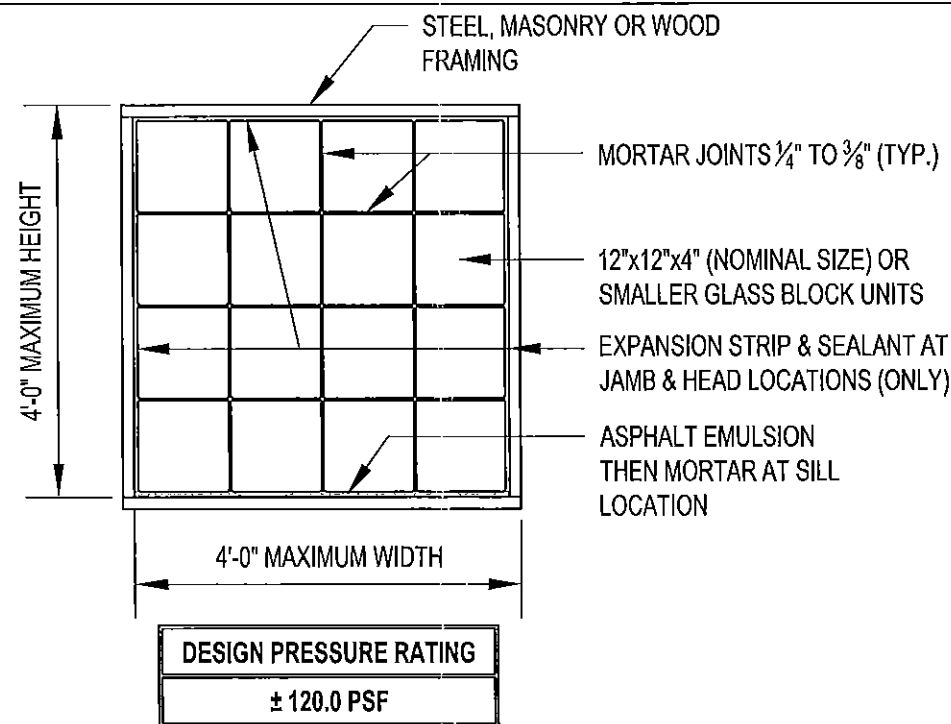 STEEL, MASONRY OR WOOD
FRAMING
4'-0" MAXIMUM HEIGHT
MORTAR JOINTS ¼" TO ⅜" (TYP.)
12"x12"x4" (NOMINAL SIZE) OR
SMALLER GLASS BLOCK UNITS
EXPANSION STRIP & SEALANT AT
JAMB & HEAD LOCATIONS (ONLY)
ASPHALT EMULSION
THEN MORTAR AT SILL
LOCATION
4'-0" MAXIMUM WIDTH
DESIGN PRESSURE RATING
± 120.0 PSF